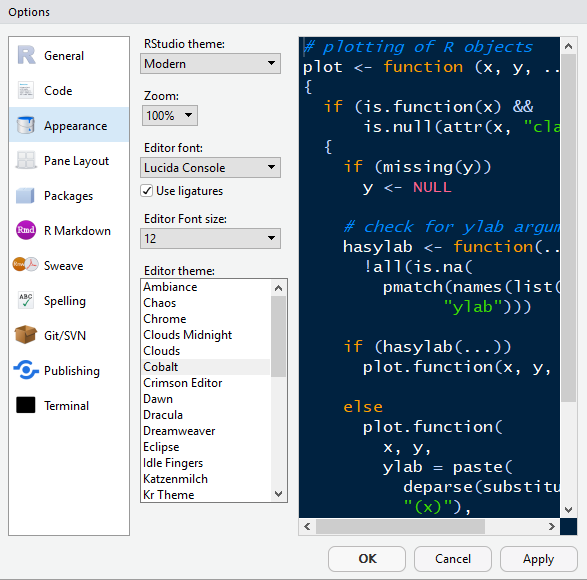 Options
General
Code
Appearance
Pane Layout
Packages
Rmd R Markdown
Sweave
ABC Spelling
Git/SVN
Publishing
Terminal
RStudio theme:
Modern
Zoom:
100%
Editor font:
Lucida Console
Use ligatures
Editor Font size:
12
Editor theme:
Ambiance
Chaos
Chrome
Clouds Midnight
Clouds
Cobalt
Crimson Editor
Dawn
Dracula
Dreamweaver
Eclipse
Idle Fingers
Katzenmilch
Kr Theme
# plotting of R objects
plot <- function (x, y, ..
{
  if (is.function(x) &&
      is.null(attr(x, "cla
  {
    if (missing(y))
      y <- NULL
    # check for ylab argum
    hasylab <- function(..
      !all(is.na(
        pmatch(names(list(
              "ylab")))
    if (hasylab(...))
      plot.function(x, y,
    else
      plot.function(
        x, y,
        ylab = paste(
          deparse(substitu
          "(x)"),
OK
Cancel
Apply